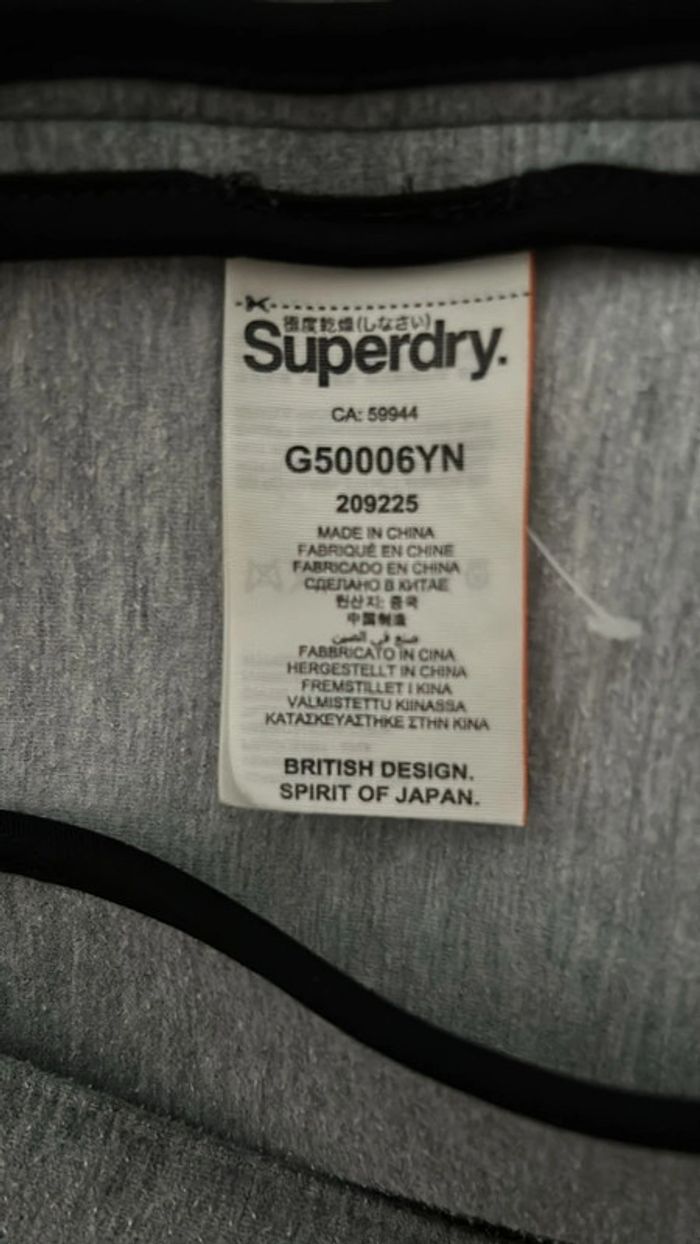 極度乾燥(しなさい)
Superdry.
CA: 59944
G50006YN
209225
MADE IN CHINA
FABRIQUÉ EN CHINE
FABRICADO EN CHINA
СДЕЛАНО В КИТАЕ
원산지: 중국
中国制造
صنع في الصين
FABBRICATO IN CINA
HERGESTELLT IN CHINA
FREMSTILLET I KINA
VALMISTETTU KIINASSA
ΚΑΤΑΣΚΕΥΑΣΤΗΚΕ ΣΤΗΝ ΚΙΝΑ
BRITISH DESIGN.
SPIRIT OF JAPAN.